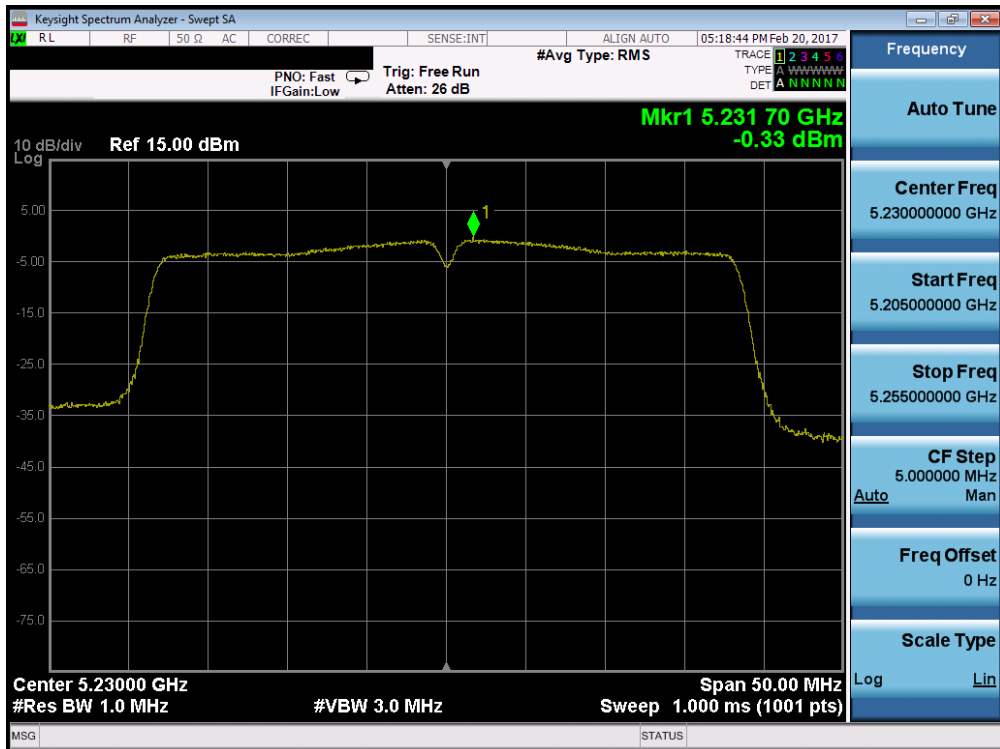 Keysight Spectrum Analyzer - Swept SA
LXI RL RF 50 Ω AC CORREC SENSE:INT ALIGN AUTO 05:18:44 PM Feb 20, 2017
#Avg Type: RMS
TRACE 1 2 3 4 5 6
TYPE A WWWWW
DET A N N N N N
PNO: Fast
IFGain:Low
Trig: Free Run
Atten: 26 dB
Mkr1 5.231 70 GHz
-0.33 dBm
10 dB/div
Log
Ref 15.00 dBm
1
5.00
-5.00
-15.0
-25.0
-35.0
-45.0
-55.0
-65.0
-75.0
Center 5.23000 GHz
Span 50.00 MHz
#Res BW 1.0 MHz
#VBW 3.0 MHz
Sweep 1.000 ms (1001 pts)
MSG
STATUS
Frequency
Auto Tune
Center Freq
5.230000000 GHz
Start Freq
5.205000000 GHz
Stop Freq
5.255000000 GHz
CF Step
5.000000 MHz
Auto Man
Freq Offset
0 Hz
Scale Type
Log Lin